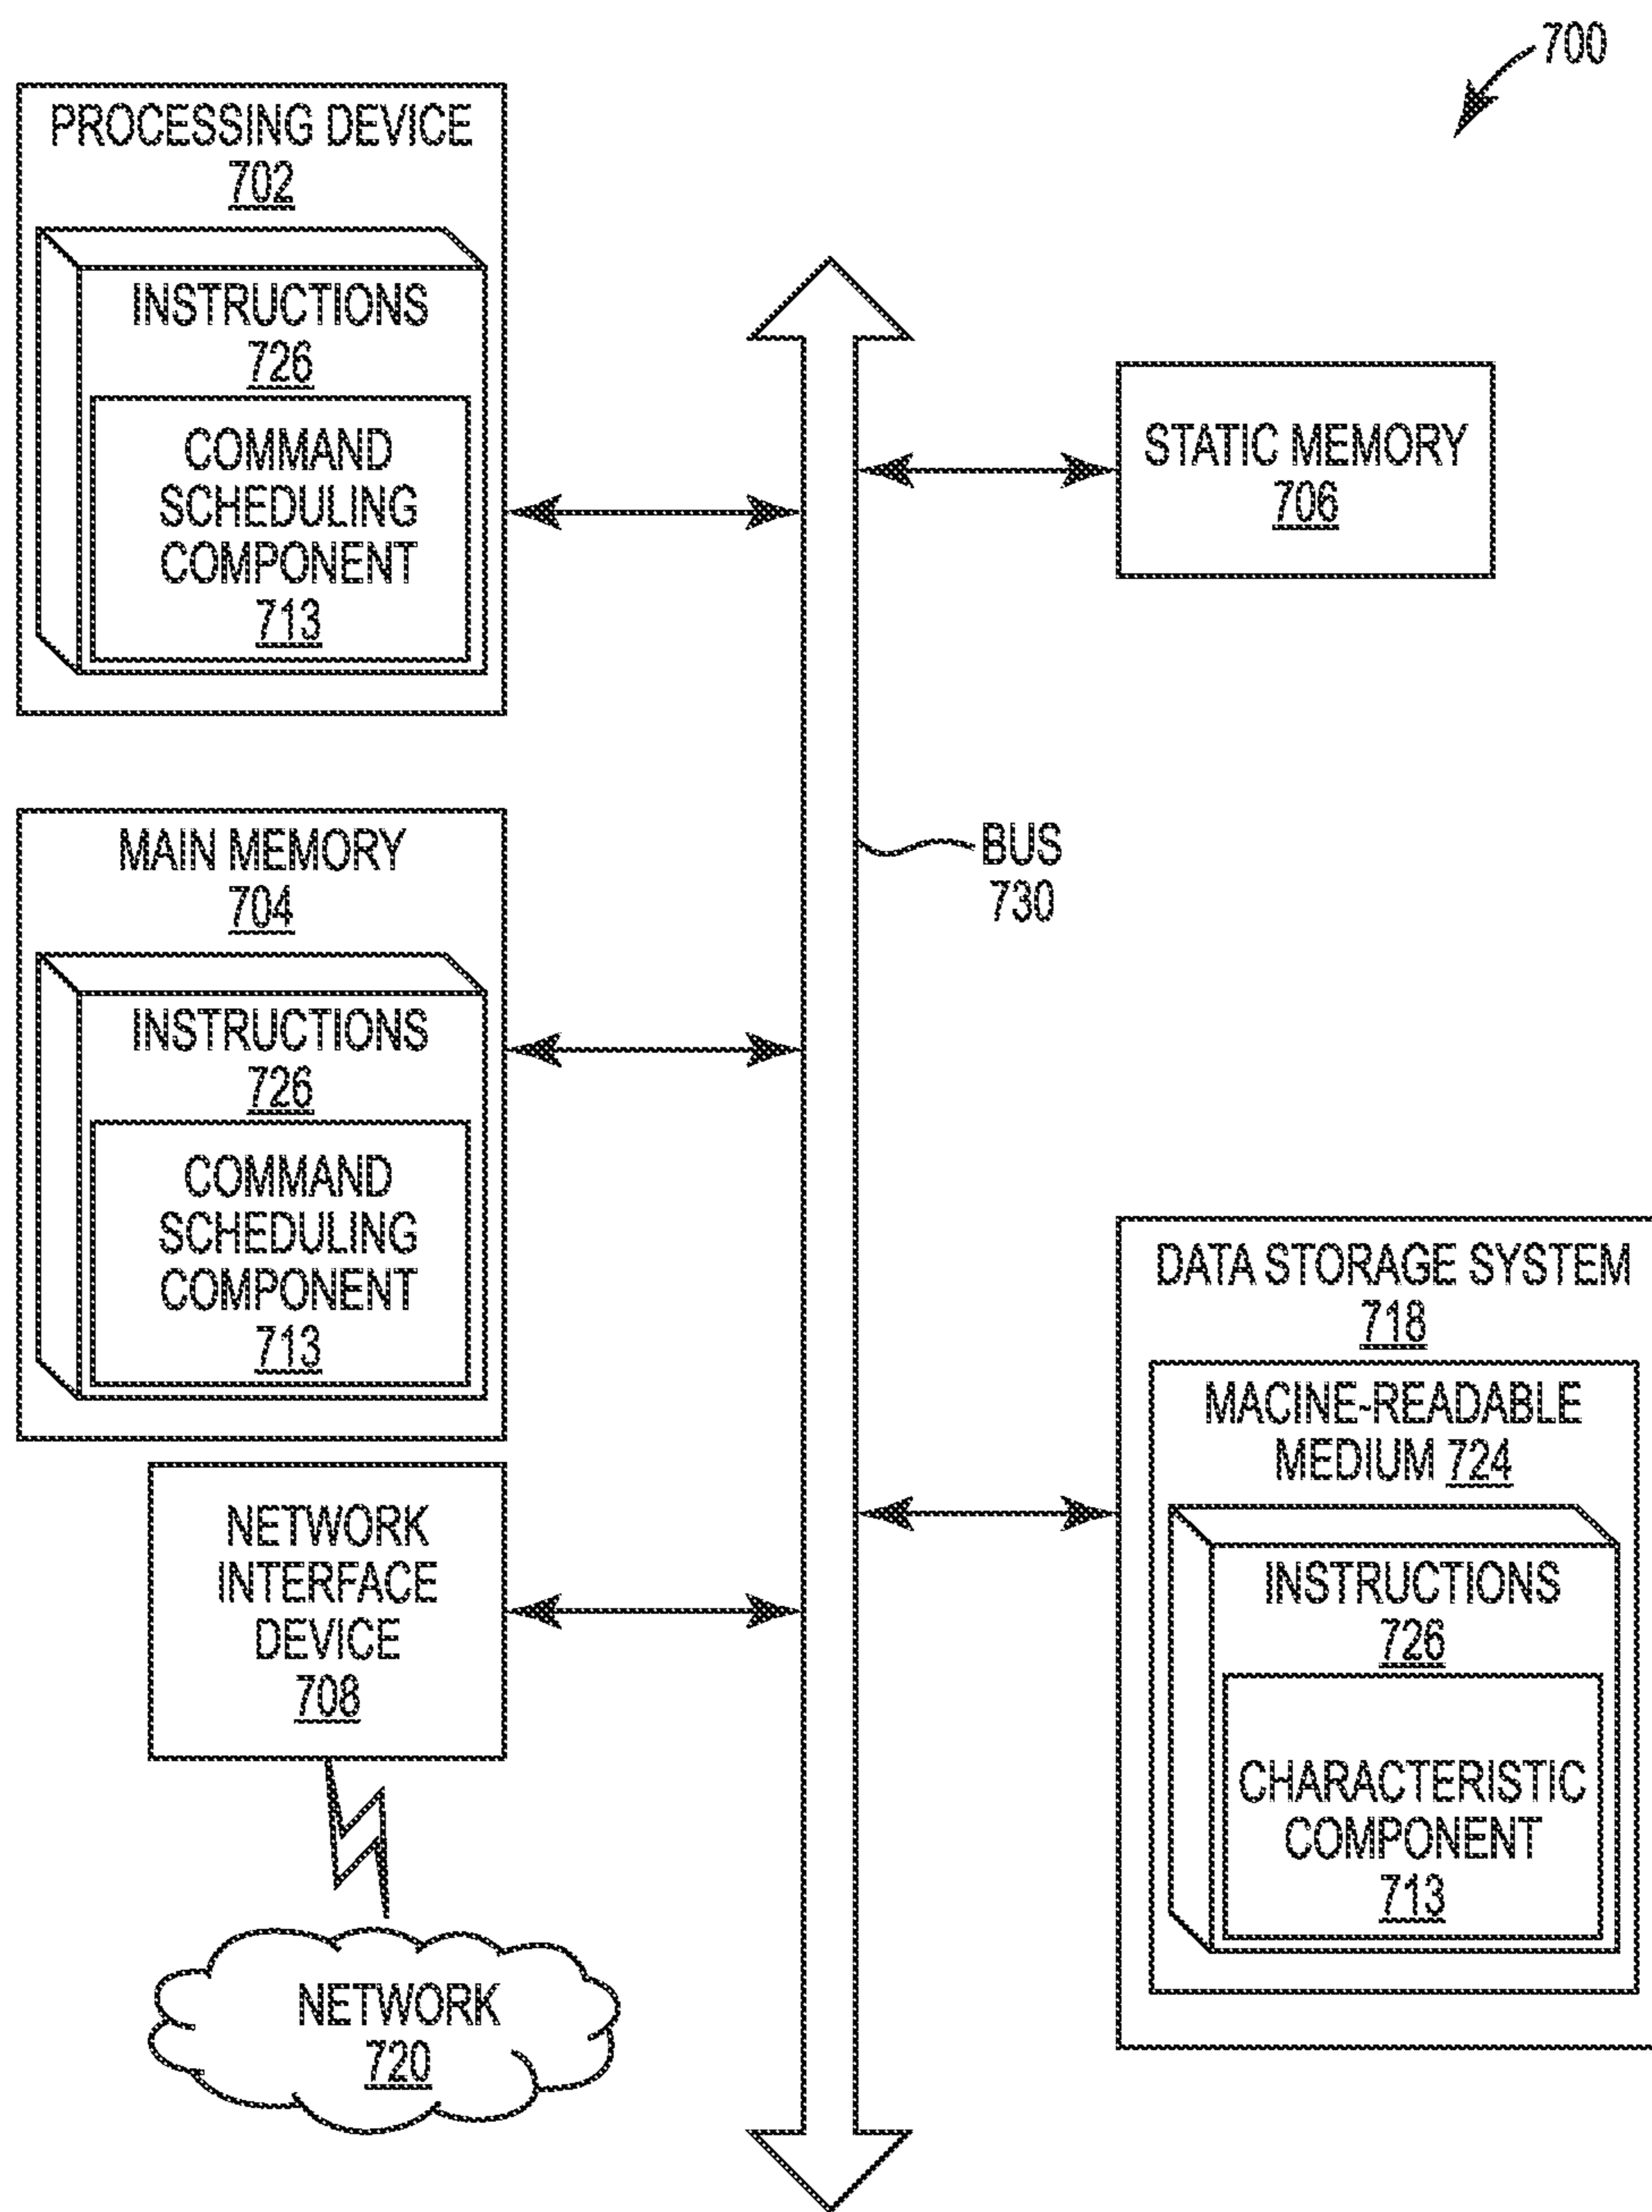 700
PROCESSING DEVICE
702
INSTRUCTIONS
726
COMMAND
SCHEDULING
COMPONENT
713
STATIC MEMORY
706
MAIN MEMORY
704
INSTRUCTIONS
726
COMMAND
SCHEDULING
COMPONENT
713
BUS
730
NETWORK
INTERFACE
DEVICE
708
NETWORK
720
DATA STORAGE SYSTEM
718
MACINE-READABLE
MEDIUM 724
INSTRUCTIONS
726
CHARACTERISTIC
COMPONENT
713